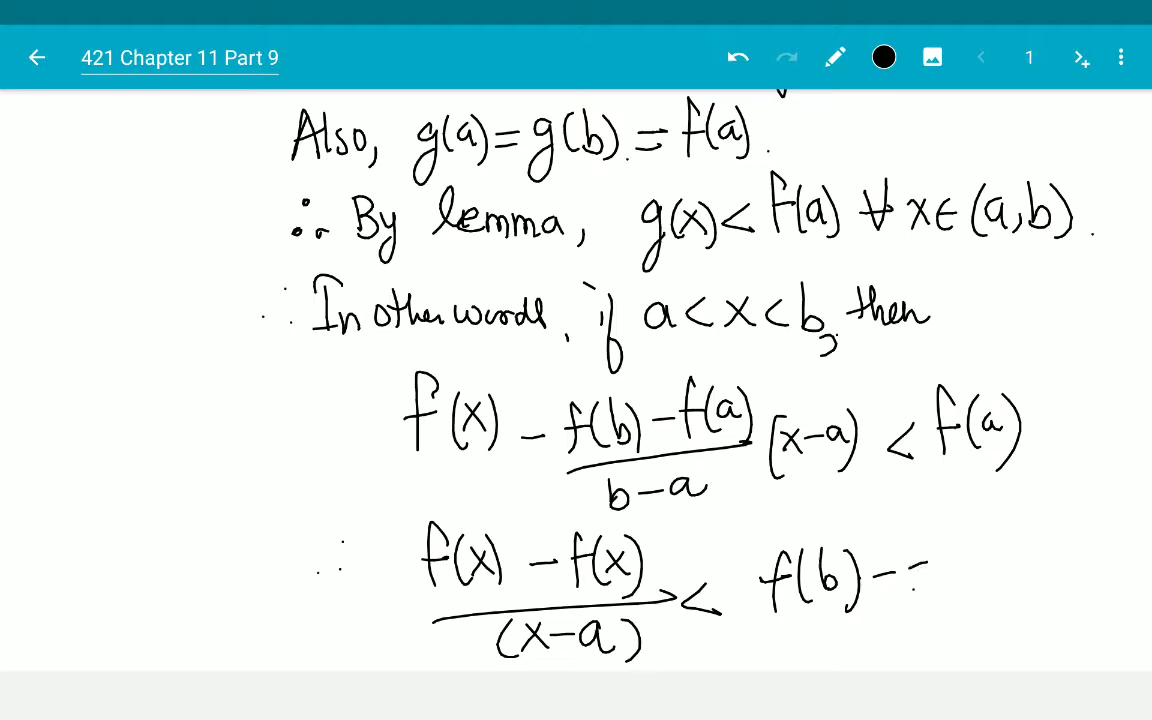 421 Chapter 11 Part 9
1
Also, g(a)=g(b).=f(a).
∴ By lemma, g(x)<f(a) ∀ x∈(a,b).
∴ In other words, if a<x<b, then
f(x) - f(b)-f(a)/b-a (x-a) < f(a)
∴ f(x)-f(x)/(x-a) < f(b)--